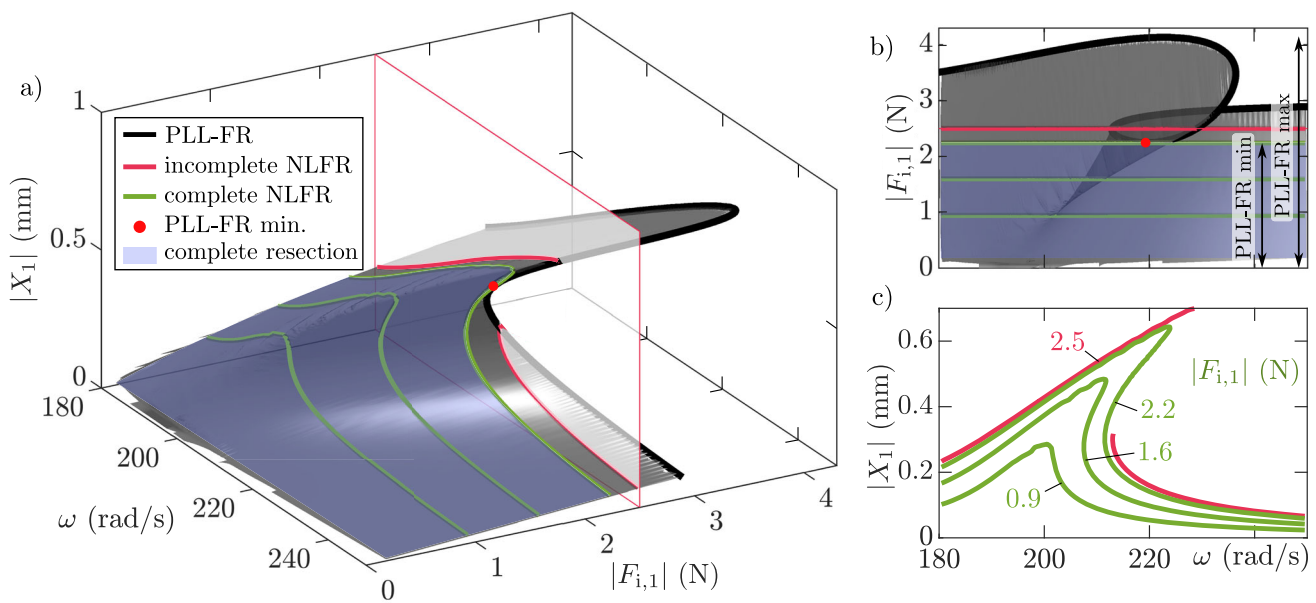 a)
1
0.5
0
|X₁| (mm)
PLL-FR
incomplete NLFR
complete NLFR
PLL-FR min.
complete resection
180
200
220
240
ω (rad/s)
0
1
2
3
4
|F_{i,1}| (N)
b)
4
3
2
1
0
|F_{i,1}| (N)
PLL-FR min
PLL-FR max
c)
0.6
0.4
0.2
0
|X₁| (mm)
2.5
|F_{i,1}| (N)
2.2
1.6
0.9
180
200
220
ω (rad/s)